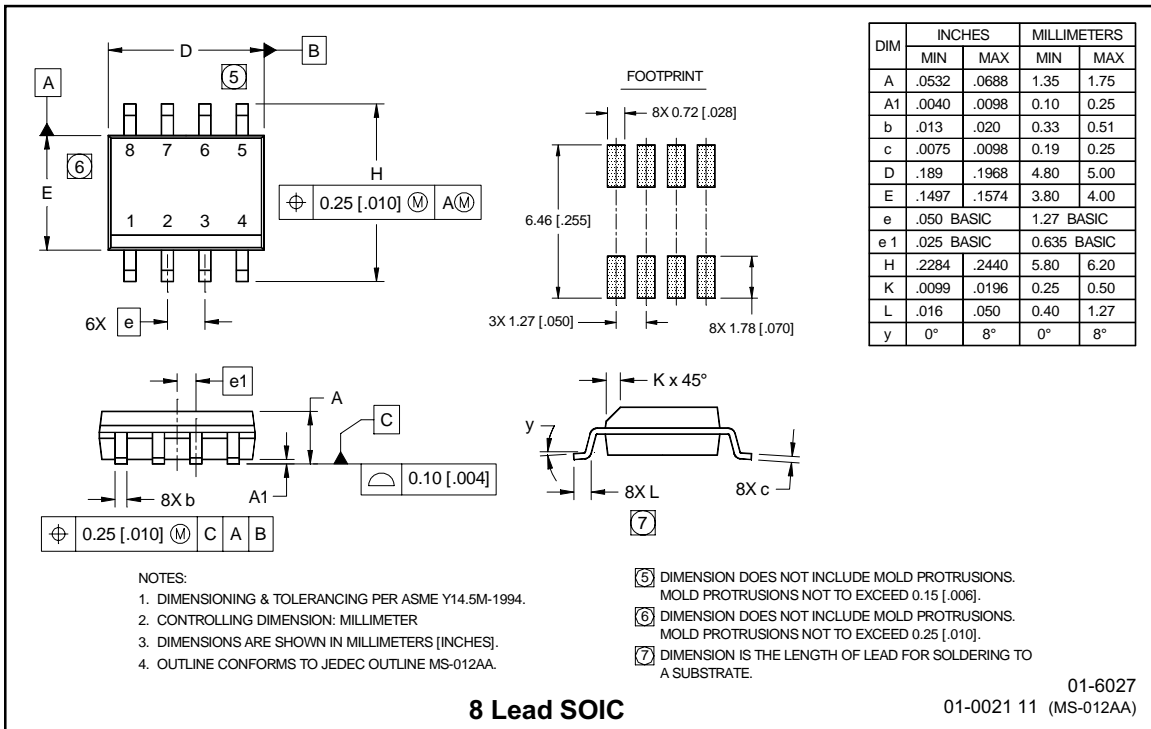 D
B
5
A
8 7 6 5
6
E
H
⌖ 0.25 [.010] Ⓜ A Ⓜ
1 2 3 4
6X e
FOOTPRINT
8X 0.72 [.028]
6.46 [.255]
3X 1.27 [.050]
8X 1.78 [.070]
DIM INCHES MILLIMETERS
MIN MAX MIN MAX
A .0532 .0688 1.35 1.75
A1 .0040 .0098 0.10 0.25
b .013 .020 0.33 0.51
c .0075 .0098 0.19 0.25
D .189 .1968 4.80 5.00
E .1497 .1574 3.80 4.00
e .050 BASIC 1.27 BASIC
e 1 .025 BASIC 0.635 BASIC
H .2284 .2440 5.80 6.20
K .0099 .0196 0.25 0.50
L .016 .050 0.40 1.27
y 0° 8° 0° 8°
e1
A
C
⌓ 0.10 [.004]
8X b
A1
⌖ 0.25 [.010] Ⓜ C A B
K x 45°
y
8X L
8X c
7
NOTES:
1. DIMENSIONING & TOLERANCING PER ASME Y14.5M-1994.
2. CONTROLLING DIMENSION: MILLIMETER
3. DIMENSIONS ARE SHOWN IN MILLIMETERS [INCHES].
4. OUTLINE CONFORMS TO JEDEC OUTLINE MS-012AA.
5 DIMENSION DOES NOT INCLUDE MOLD PROTRUSIONS.
MOLD PROTRUSIONS NOT TO EXCEED 0.15 [.006].
6 DIMENSION DOES NOT INCLUDE MOLD PROTRUSIONS.
MOLD PROTRUSIONS NOT TO EXCEED 0.25 [.010].
7 DIMENSION IS THE LENGTH OF LEAD FOR SOLDERING TO
A SUBSTRATE.
8 Lead SOIC
01-6027
01-0021 11 (MS-012AA)